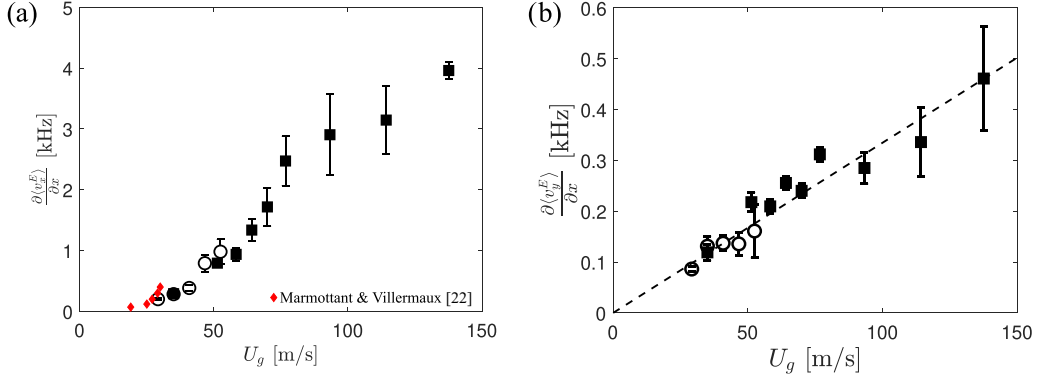 (a)
5
4
3
2
1
0
∂⟨v_x^E⟩/∂x [kHz]
0 50 100 150
U_g [m/s]
Marmottant & Villermaux [22]
(b)
0.6
0.5
0.4
0.3
0.2
0.1
0
∂⟨v_y^E⟩/∂x [kHz]
0 50 100 150
U_g [m/s]